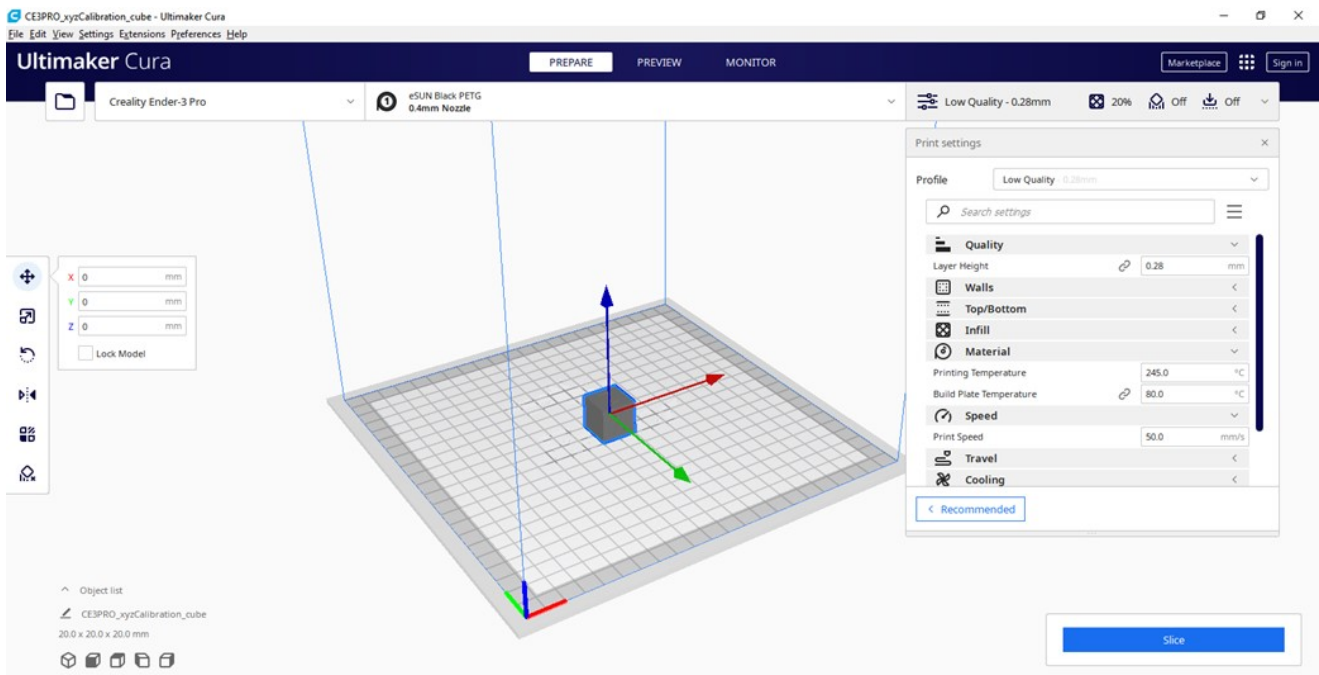 CE3PRO_xyzCalibration_cube - Ultimaker Cura
File Edit View Settings Extensions Preferences Help
Ultimaker Cura
PREPARE
PREVIEW
MONITOR
Marketplace
Sign in
Creality Ender-3 Pro
1
eSUN Black PETG
0.4mm Nozzle
Low Quality - 0.28mm
20%
Off
Off
Print settings
Profile
Low Quality - 0.28mm
Search settings
Quality
Layer Height 0.28 mm
Walls
Top/Bottom
Infill
Material
Printing Temperature 245.0 °C
Build Plate Temperature 80.0 °C
Speed
Print Speed 50.0 mm/s
Travel
Cooling
< Recommended
X 0 mm
Y 0 mm
Z 0 mm
Lock Model
Object list
CE3PRO_xyzCalibration_cube
20.0 x 20.0 x 20.0 mm
Slice